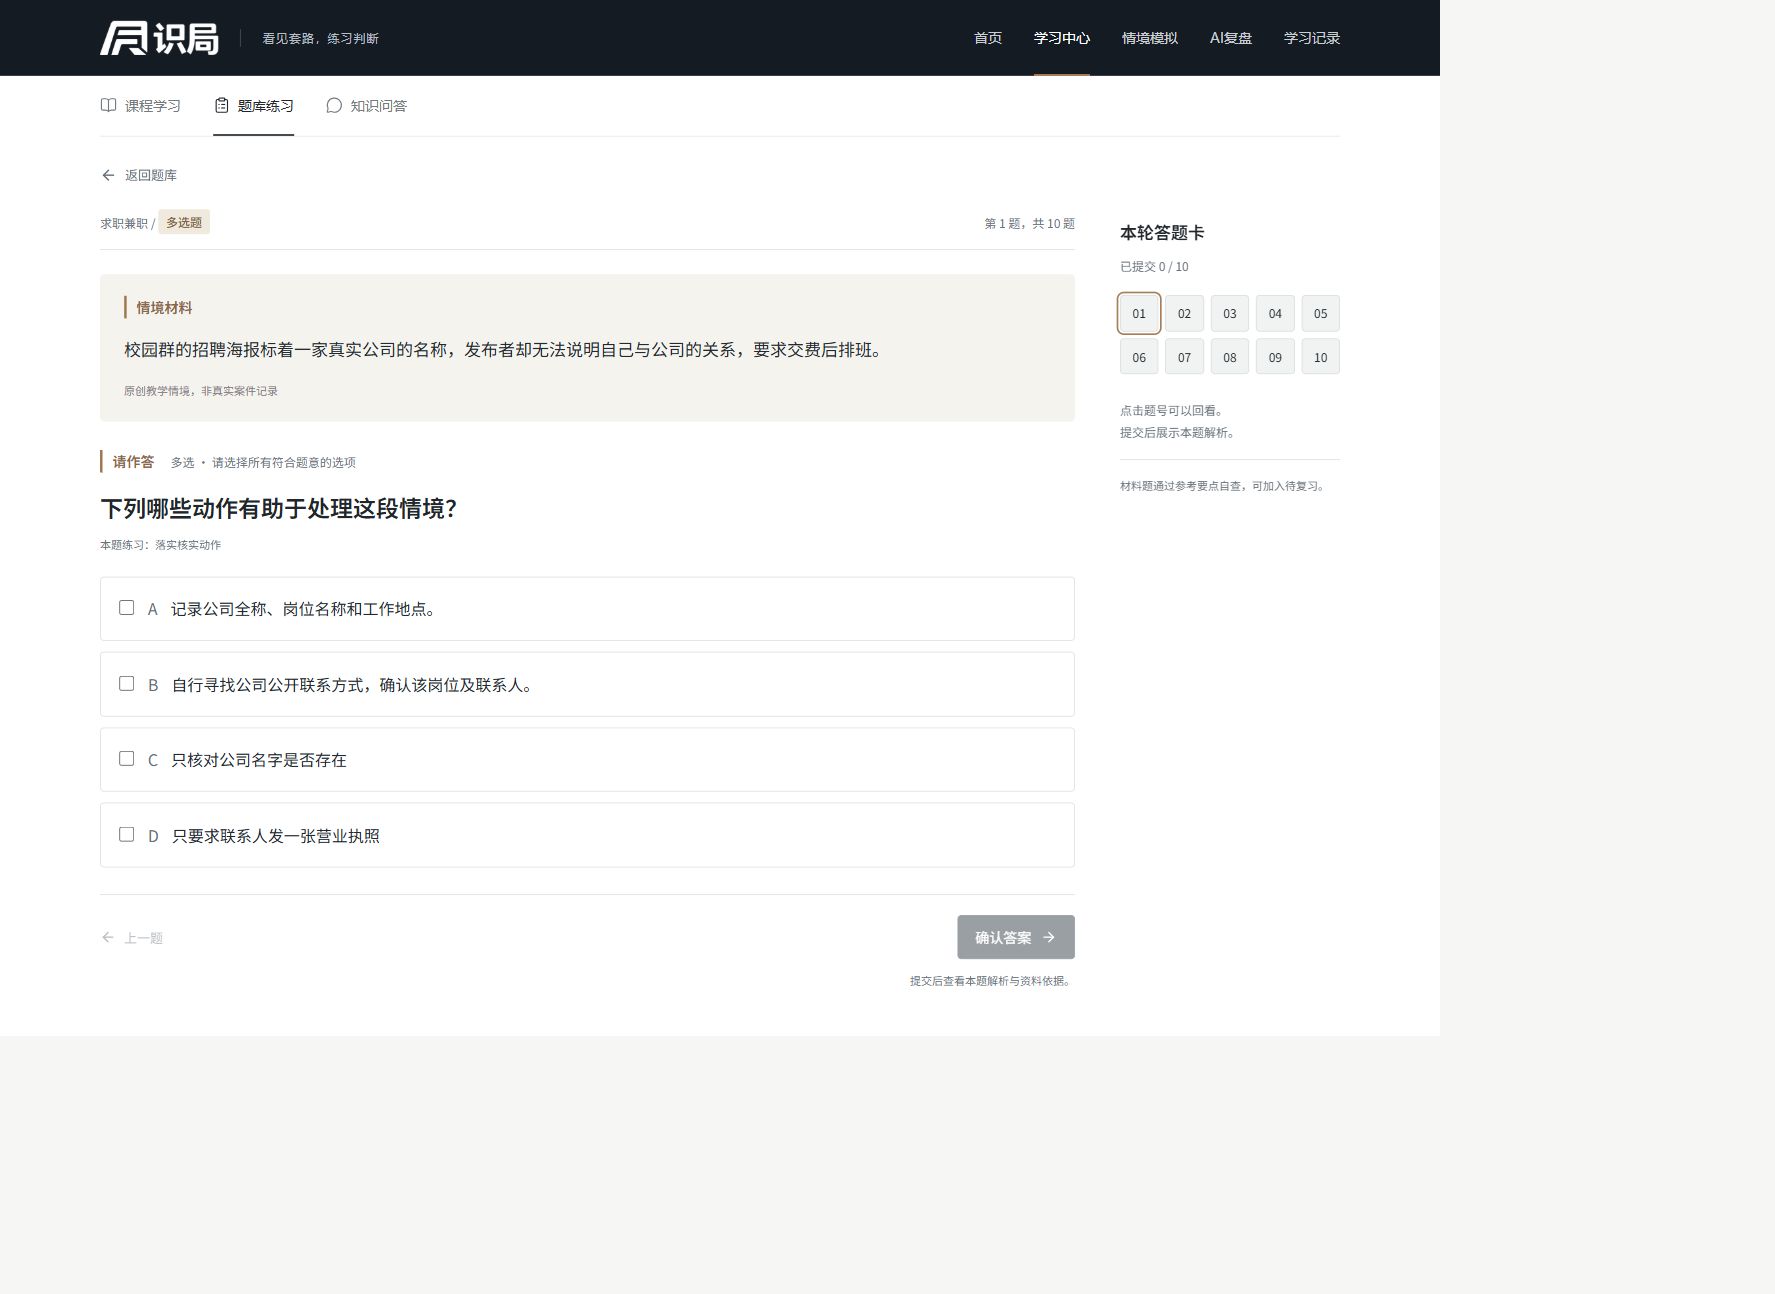 识局
看见套路，练习判断
首页 学习中心 情境模拟 AI复盘 学习记录
课程学习 题库练习 知识问答
返回题库
求职兼职 / 多选题
第 1 题，共 10 题
情境材料
校园群的招聘海报标着一家真实公司的名称，发布者却无法说明自己与公司的关系，要求交费后排班。
原创教学情境，非真实案件记录
请作答 多选 · 请选择所有符合题意的选项
下列哪些动作有助于处理这段情境？
本题练习：落实核实动作
A 记录公司全称、岗位名称和工作地点。
B 自行寻找公司公开联系方式，确认该岗位及联系人。
C 只核对公司名字是否存在
D 只要求联系人发一张营业执照
上一题
确认答案
提交后查看本题解析与资料依据。
本轮答题卡
已提交 0 / 10
01 02 03 04 05
06 07 08 09 10
点击题号可以回看。
提交后展示本题解析。
材料题通过参考要点自查，可加入待复习。